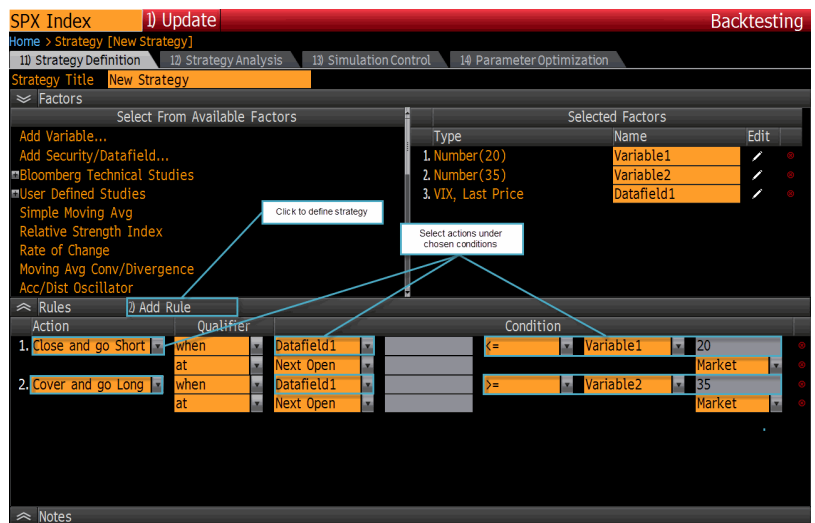 SPX Index 1) Update Backtesting
Home > Strategy [New Strategy]
11) Strategy Definition 12) Strategy Analysis 13) Simulation Control 14) Parameter Optimization
Strategy Title New Strategy
Factors
Select From Available Factors Selected Factors
Add Variable... Type Name Edit
Add Security/Datafield... 1. Number(20) Variable1
Bloomberg Technical Studies 2. Number(35) Variable2
User Defined Studies 3. VIX, Last Price Datafield1
Simple Moving Avg
Click to define strategy
Relative Strength Index
Select actions under
chosen conditions
Rate of Change
Moving Avg Conv/Divergence
Acc/Dist Oscillator
Rules 7) Add Rule
Action Qualifier Condition
1. Close and go Short when Datafield1 <= Variable1 20
at Next Open Market
2. Cover and go Long when Datafield1 >= Variable2 35
at Next Open Market
Notes